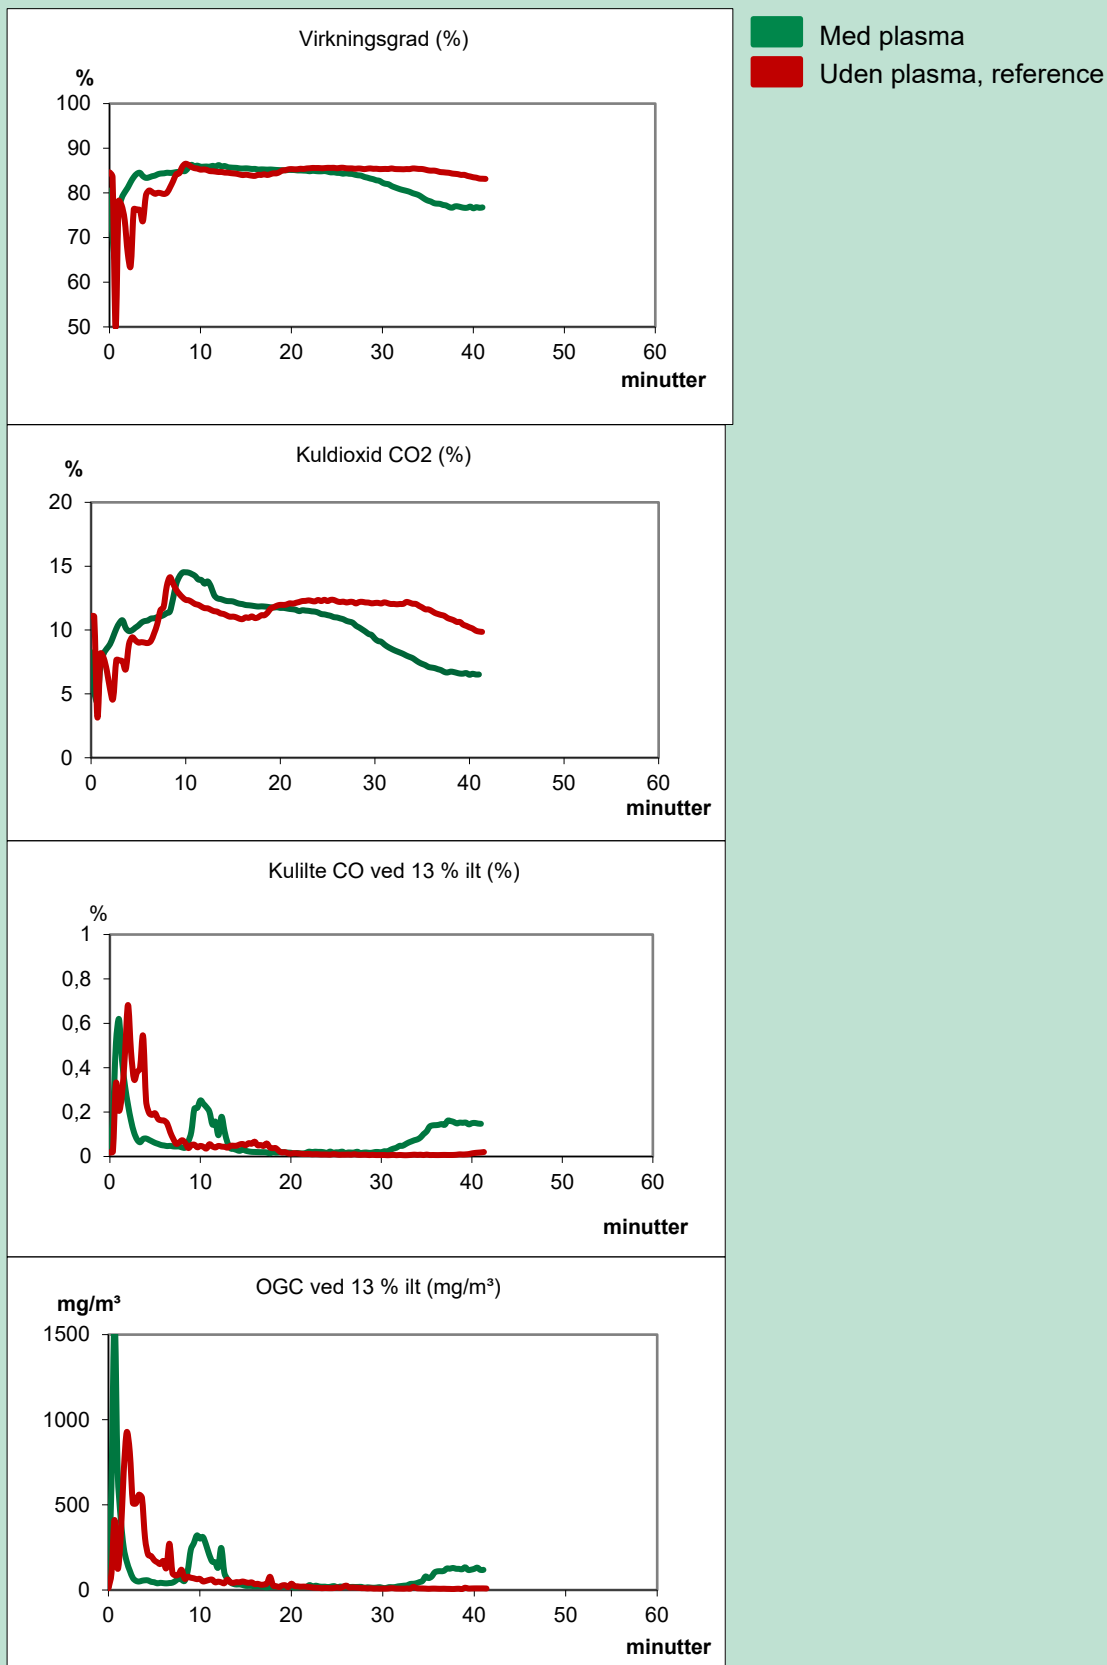 Med plasma
Uden plasma, reference
Virkningsgrad (%)
%
100
90
80
70
60
50
0 10 20 30 40 50 60
minutter
Kuldioxid CO2 (%)
%
20
15
10
5
0
0 10 20 30 40 50 60
minutter
Kulilte CO ved 13 % ilt (%)
%
1
0,8
0,6
0,4
0,2
0
0 10 20 30 40 50 60
minutter
OGC ved 13 % ilt (mg/m³)
mg/m³
1500
1000
500
0
0 10 20 30 40 50 60
minutter